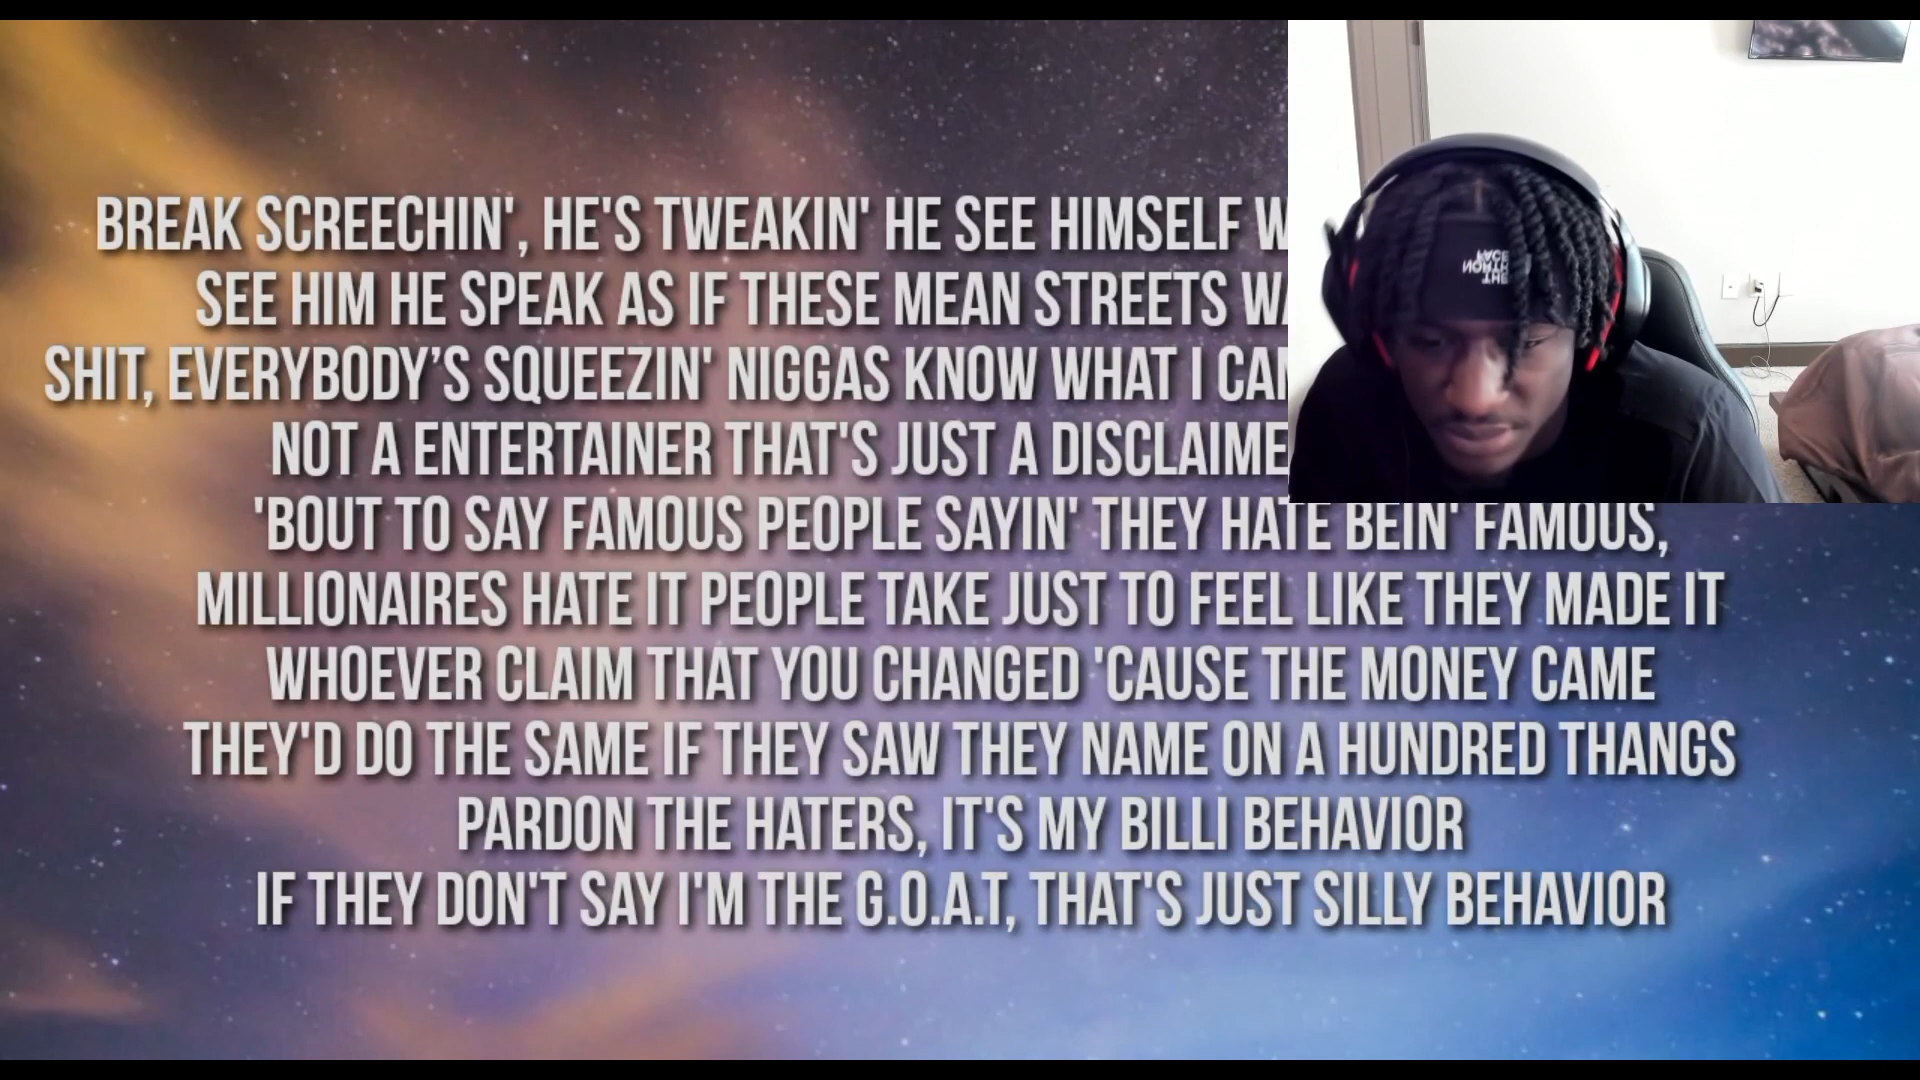 BREAK SCREECHIN', HE'S TWEAKIN' HE SEE HIMSELF
SEE HIM HE SPEAK AS IF THESE MEAN STREETS
SHIT, EVERYBODY’S SQUEEZIN' NIGGAS KNOW WHAT I
NOT A ENTERTAINER THAT'S JUST A
'BOUT TO SAY FAMOUS PEOPLE SAYIN' THEY HATE BEIN' FAMOUS,
MILLIONAIRES HATE IT PEOPLE TAKE JUST TO FEEL LIKE THEY MADE IT
WHOEVER CLAIM THAT YOU CHANGED 'CAUSE THE MONEY CAME
THEY'D DO THE SAME IF THEY SAW THEY NAME ON A HUNDRED THANGS
PARDON THE HATERS, IT'S MY BILLI BEHAVIOR
IF THEY DON'T SAY I'M THE G.O.A.T, THAT'S JUST SILLY BEHAVIOR
THE
NORTH
FACE